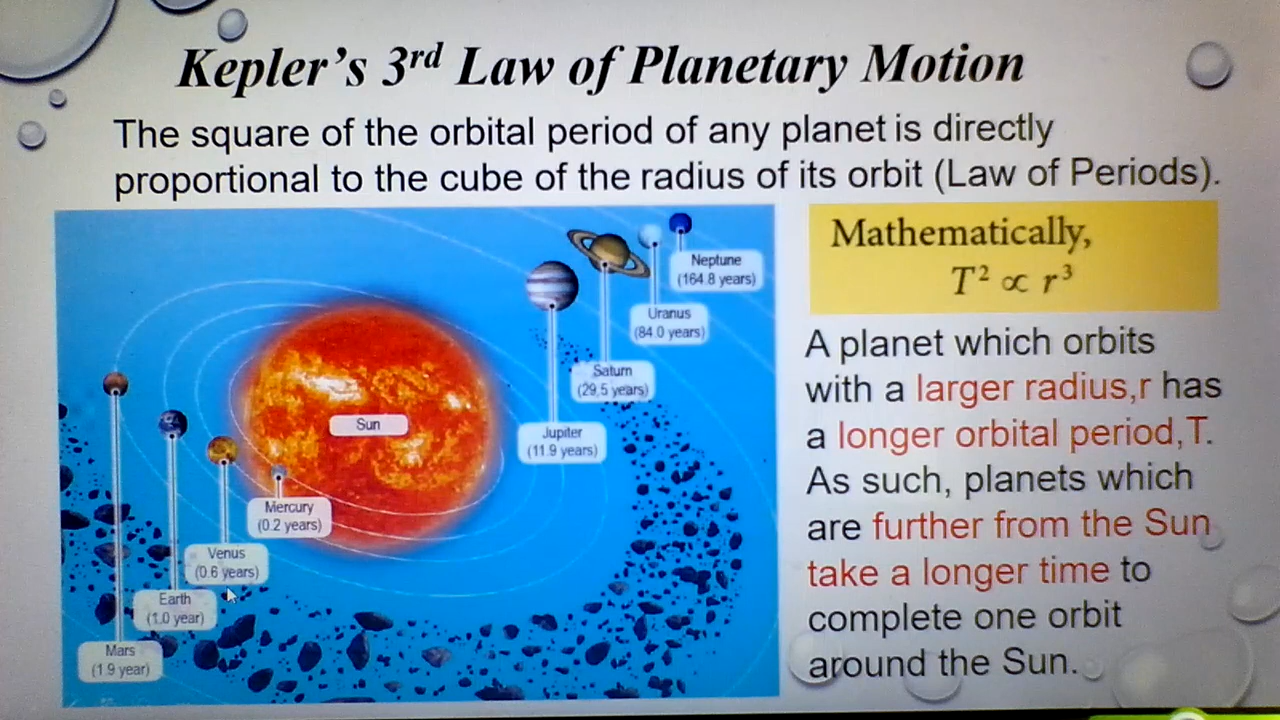 Kepler's 3rd Law of Planetary Motion
The square of the orbital period of any planet is directly
proportional to the cube of the radius of its orbit (Law of Periods).
Neptune
(164.8 years)
Uranus
(84.0 years)
Saturn
(29.5 years)
Jupiter
(11.9 years)
Sun
Mercury
(0.2 years)
Venus
(0.6 years)
Earth
(1.0 year)
Mars
(1.9 year)
Mathematically,
T² ∝ r³
A planet which orbits
with a larger radius,r has
a longer orbital period,T.
As such, planets which
are further from the Sun
take a longer time to
complete one orbit
around the Sun.